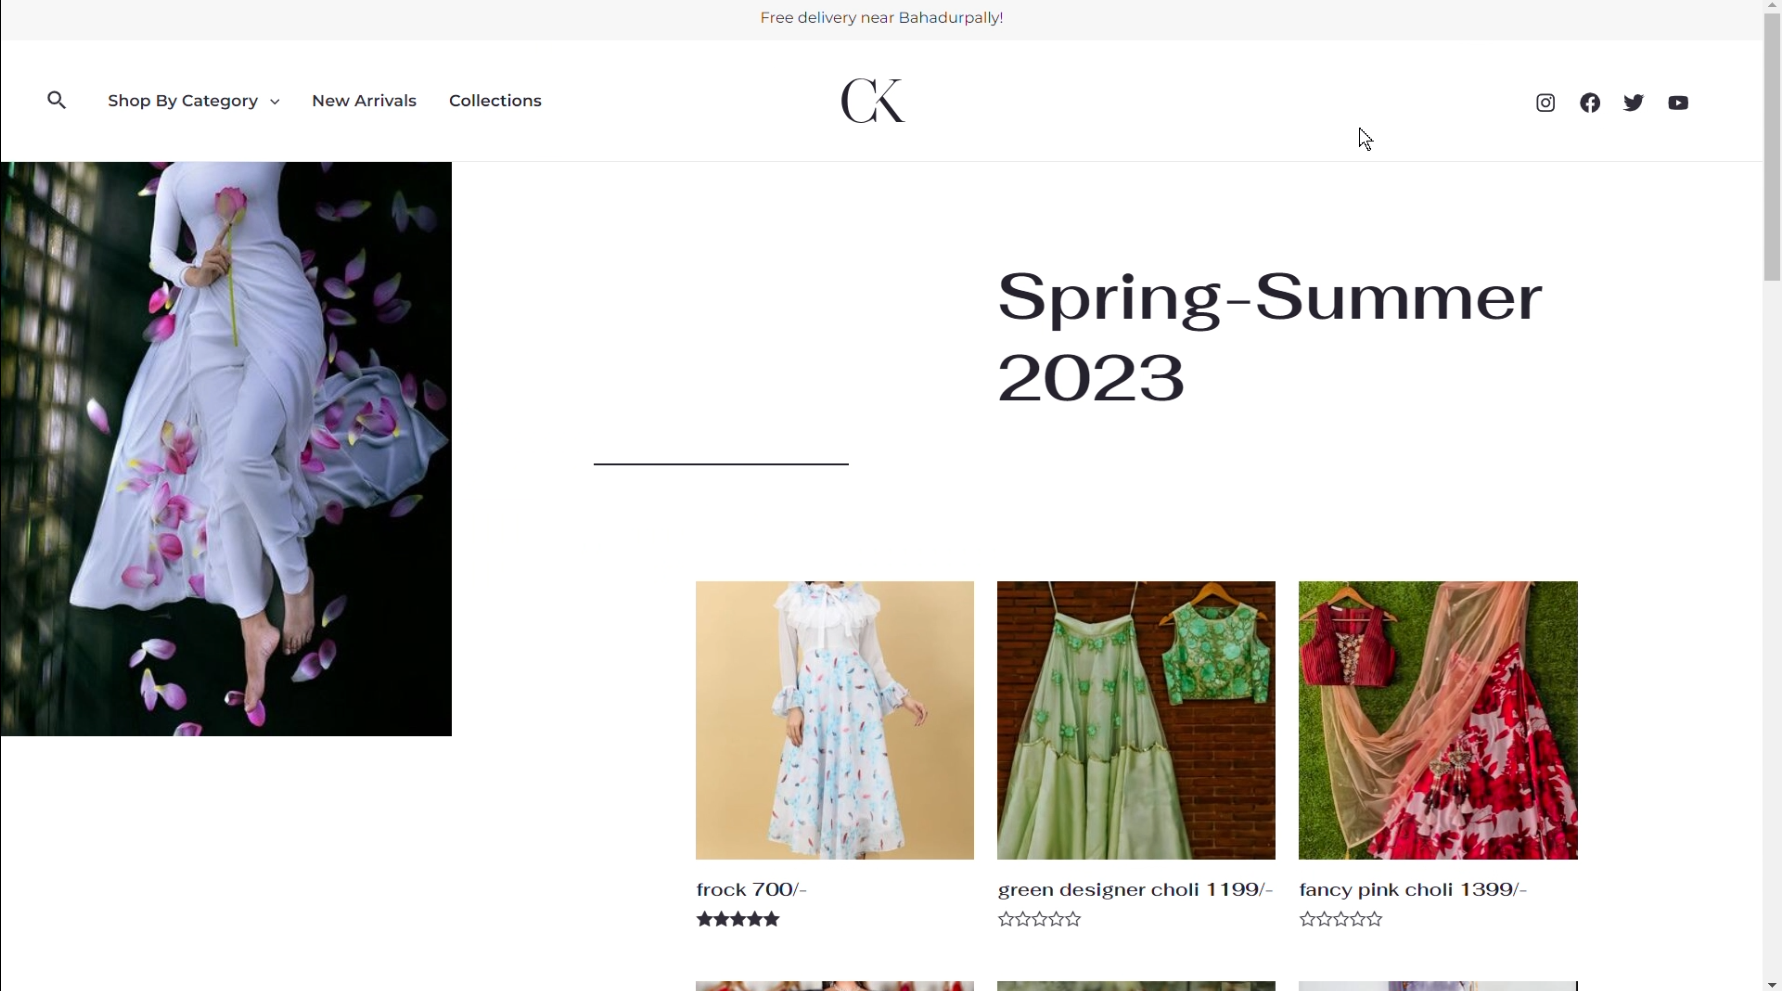 Free delivery near Bahadurpally!
Shop By Category
New Arrivals
Collections
CK
Spring-Summer
2023
frock 700/-
green designer choli 1199/-
fancy pink choli 1399/-